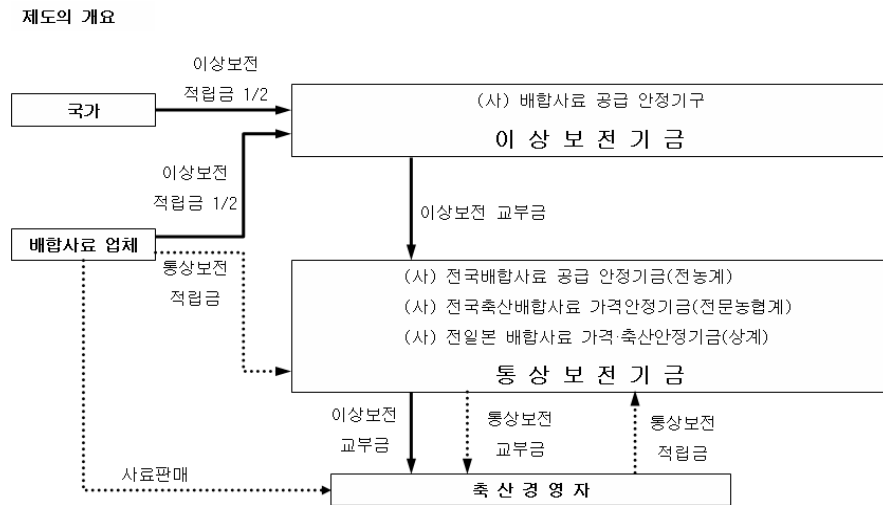 제도의 개요
이상보전
적립금 1/2
국가
(사) 배합사료 공급 안정기구
이 상 보 전 기 금
이상보전
적립금 1/2
이상보전 교부금
배합사료 업체
통상보전
적립금
(사) 전국배합사료 공급 안정기금(전농계)
(사) 전국축산배합사료 가격안정기금(전문농협계)
(사) 전일본 배합사료 가격·축산안정기금(상계)
통 상 보 전 기 금
이상보전
교부금
통상보전
교부금
통상보전
적립금
사료판매
축 산 경 영 자